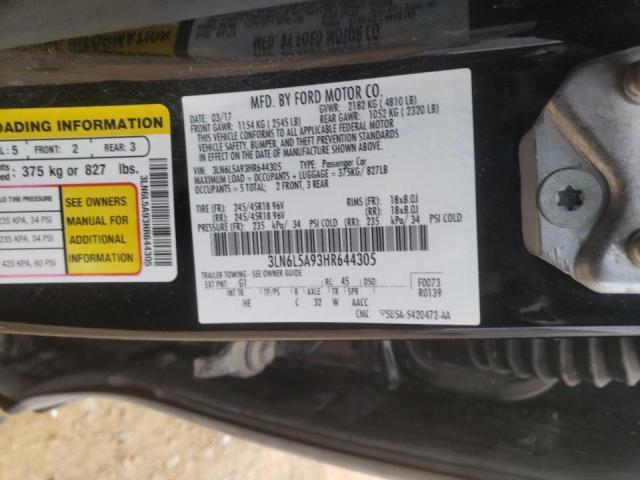 OADING INFORMATION
L: 5 FRONT: 2 REAR: 3
nts 375 kg or 827 lbs.
LD TIRE PRESSURE
235 KPA, 34 PSI
235 KPA, 34 PSI
420 KPA, 60 PSI
SEE OWNERS
MANUAL FOR
ADDITIONAL
INFORMATION
3LN6L5A93HR644305
MFD. BY FORD MOTOR CO.
DATE: 03/17 GVWR: 2182 KG ( 4810 LB)
FRONT GAWR: 1154 KG ( 2545 LB) REAR GAWR: 1052 KG ( 2320 LB)
THIS VEHICLE CONFORMS TO ALL APPLICABLE FEDERAL MOTOR
VEHICLE SAFETY, BUMPER, AND THEFT PREVENTION STANDARDS
IN EFFECT ON THE DATE OF MANUFACTURE SHOWN ABOVE.
VIN: 3LN6L5A93HR644305 TYPE: Passenger Car
MAXIMUM LOAD = OCCUPANTS + LUGGAGE = 375KG/ 827LB
OCCUPANTS = 5 TOTAL: 2 FRONT, 3 REAR
TIRE (FR): 245/45R18 96V RIMS (FR): 18x8.0J
(RR): 245/45R18 96V (RR): 18x8.0J
PRESSURE (FR): 235 kPa/ 34 PSI COLD (RR): 235 kPa/ 34 PSI COLD
3LN6L5A93HR644305
TRAILER TOWING - SEE OWNER GUIDE
EXT PNT: G1 RC: 45 DSO: F0073
INT TR TP/PS R AXLE TR SPR R0139
HE C 32 W AACC
CMC 5U5A-5420472-AA